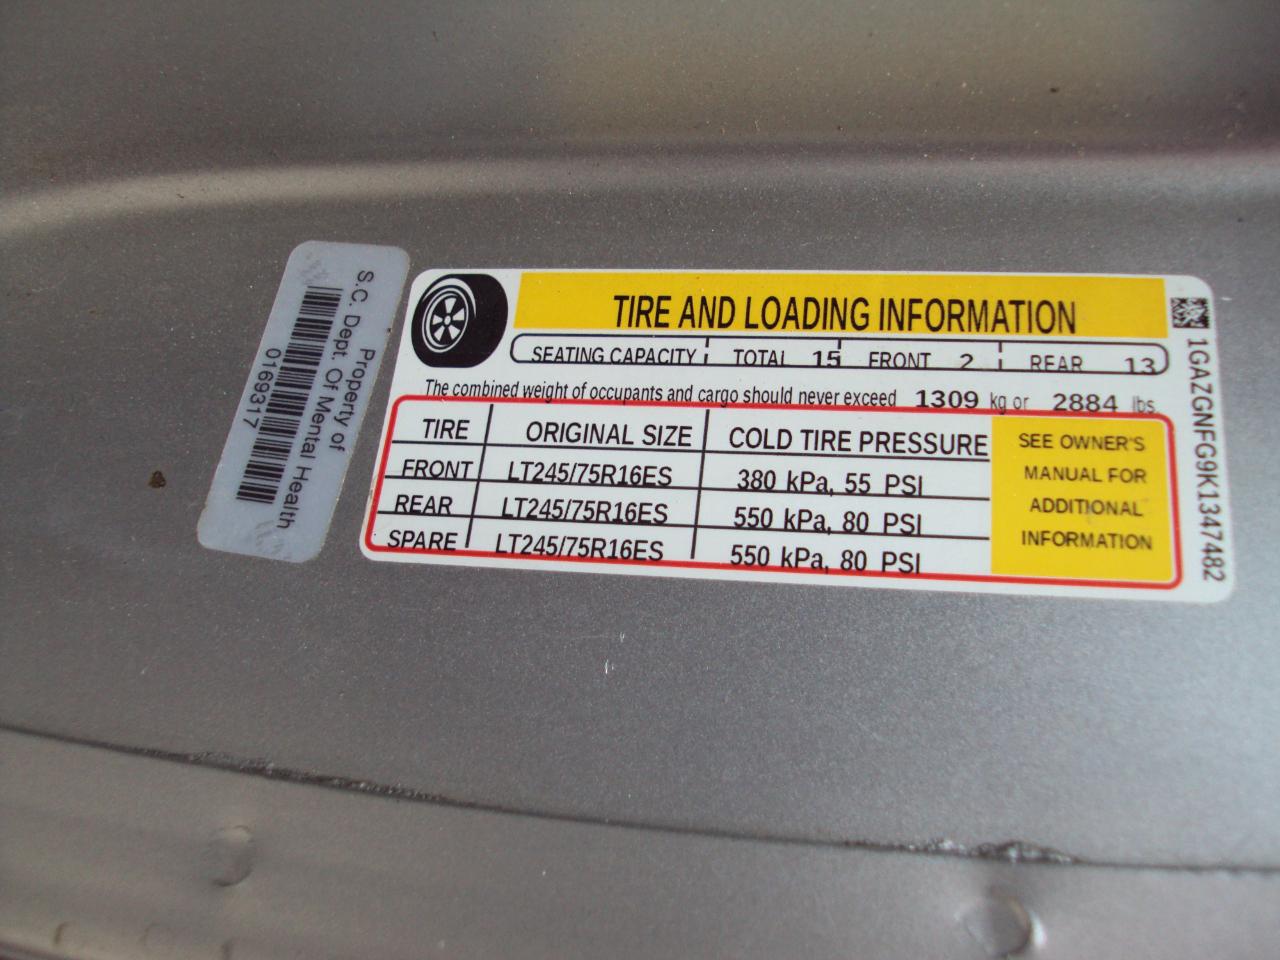 Property of
S.C. Dept. Of Mental Health
0169317
TIRE AND LOADING INFORMATION
SEATING CAPACITY TOTAL 15 FRONT 2 REAR 13
The combined weight of occupants and cargo should never exceed 1309 kg or 2884 lbs.
TIRE ORIGINAL SIZE COLD TIRE PRESSURE
FRONT LT245/75R16ES 380 kPa, 55 PSI
REAR LT245/75R16ES 550 kPa, 80 PSI
SPARE LT245/75R16ES 550 kPa, 80 PSI
SEE OWNER'S
MANUAL FOR
ADDITIONAL
INFORMATION
1GAZGNFG9K1347482